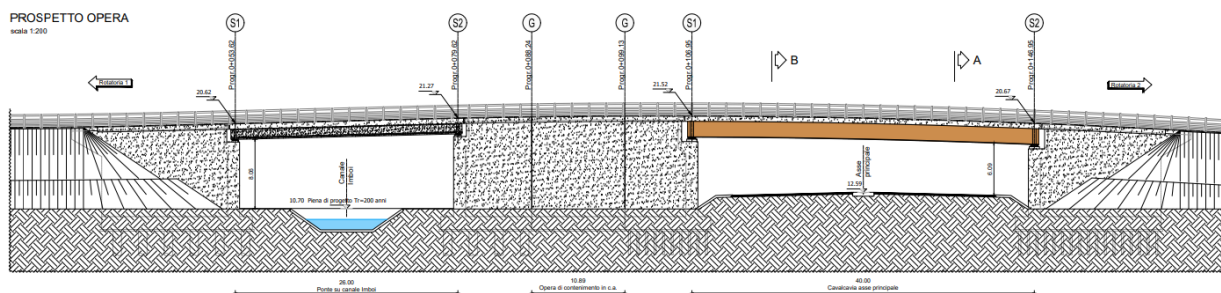 PROSPETTO OPERA
scala 1:200
S1
S2
G
G
S1
S2
Progr.0+053.62
Progr.0+079.62
Progr.0+088.24
Progr.0+099.13
Progr.0+106.95
Progr.0+146.95
B
A
Rotatoria 1
Rotatoria 2
20.62
21.27
21.52
20.67
Canale
Imboi
Asse
principale
8.08
6.09
12.59
10.70 Piena di progetto Tr=200 anni
26.00
Ponte su canale Imboi
10.89
Opera di contenimento in c.a.
40.00
Cavalcavia asse principale